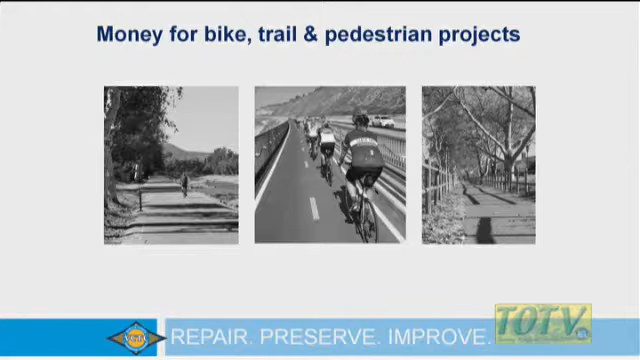 Money for bike, trail & pedestrian projects
REPAIR. PRESERVE. IMPROVE.
TOTV